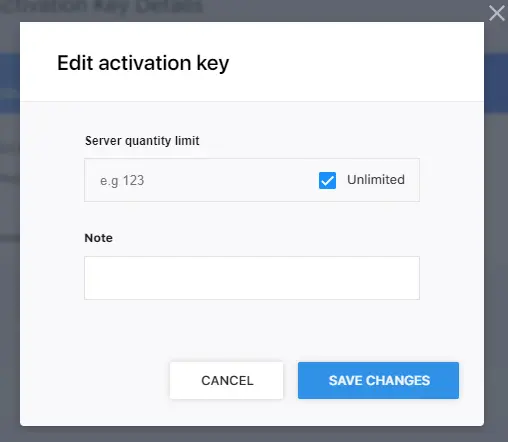 Activation Key Details
Edit activation key
Server quantity limit
e.g 123
Unlimited
Note
CANCEL
SAVE CHANGES